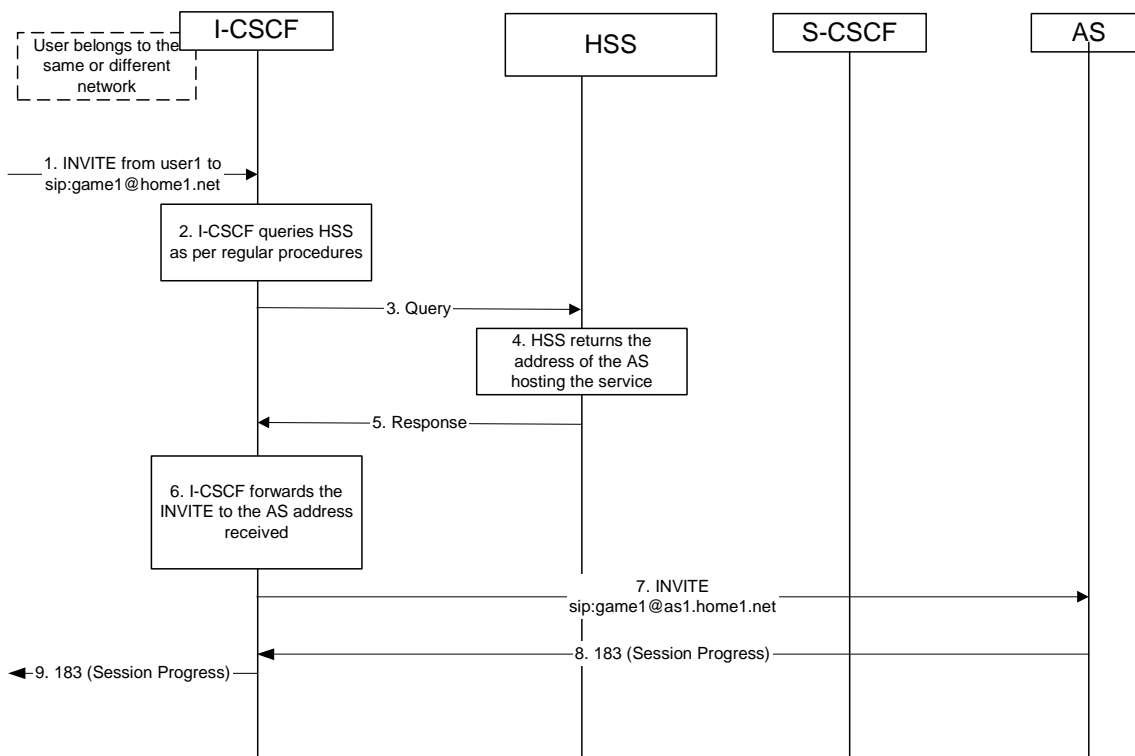 I-CSCF
HSS
S-CSCF
AS
User belongs to the
same or different
network
1. INVITE from user1 to
sip:game1@home1.net
2. I-CSCF queries HSS
as per regular procedures
3. Query
4. HSS returns the
address of the AS
hosting the service
5. Response
6. I-CSCF forwards the
INVITE to the AS address
received
7. INVITE
sip:game1@as1.home1.net
8. 183 (Session Progress)
9. 183 (Session Progress)